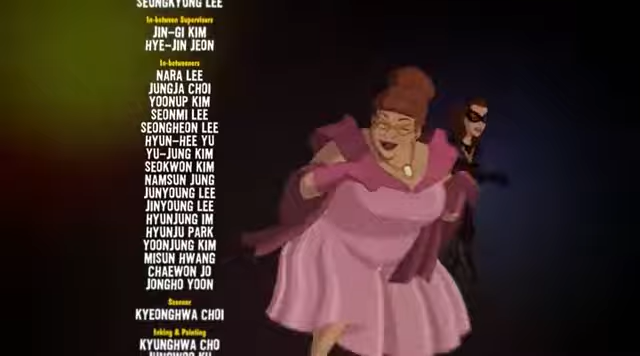 SEUNGKYUNG LEE
In-between Supervisors
JIN-GI KIM
HYE-JIN JEON
In-betweeners
NARA LEE
JUNGJA CHOI
YOONUP KIM
SEONMI LEE
SEONGHEON LEE
HYUN-HEE YU
YU-JUNG KIM
SEOKWON KIM
NAMSUN JUNG
JUNYOUNG LEE
JINYOUNG LEE
HYUNJUNG IM
HYUNJU PARK
YOONJUNG KIM
MISUN HWANG
CHAEWON JO
JONGHO YOON
Scanner
KYEONGHWA CHOI
Inking & Painting
KYUNGHWA CHO